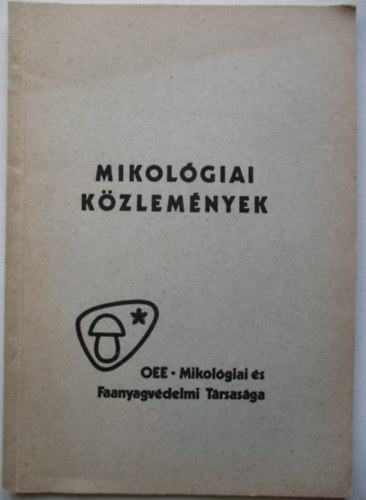 MIKOLÓGIAI
KÖZLEMÉNYEK
OEE • Mikológiai és
Faanyagvédelmi Társasága